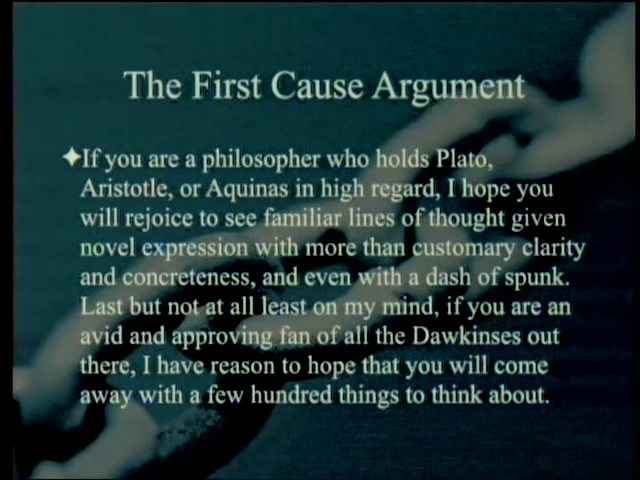 The First Cause Argument
✦If you are a philosopher who holds Plato,
Aristotle, or Aquinas in high regard, I hope you
will rejoice to see familiar lines of thought given
novel expression with more than customary clarity
and concreteness, and even with a dash of spunk.
Last but not at all least on my mind, if you are an
avid and approving fan of all the Dawkinses out
there, I have reason to hope that you will come
away with a few hundred things to think about.